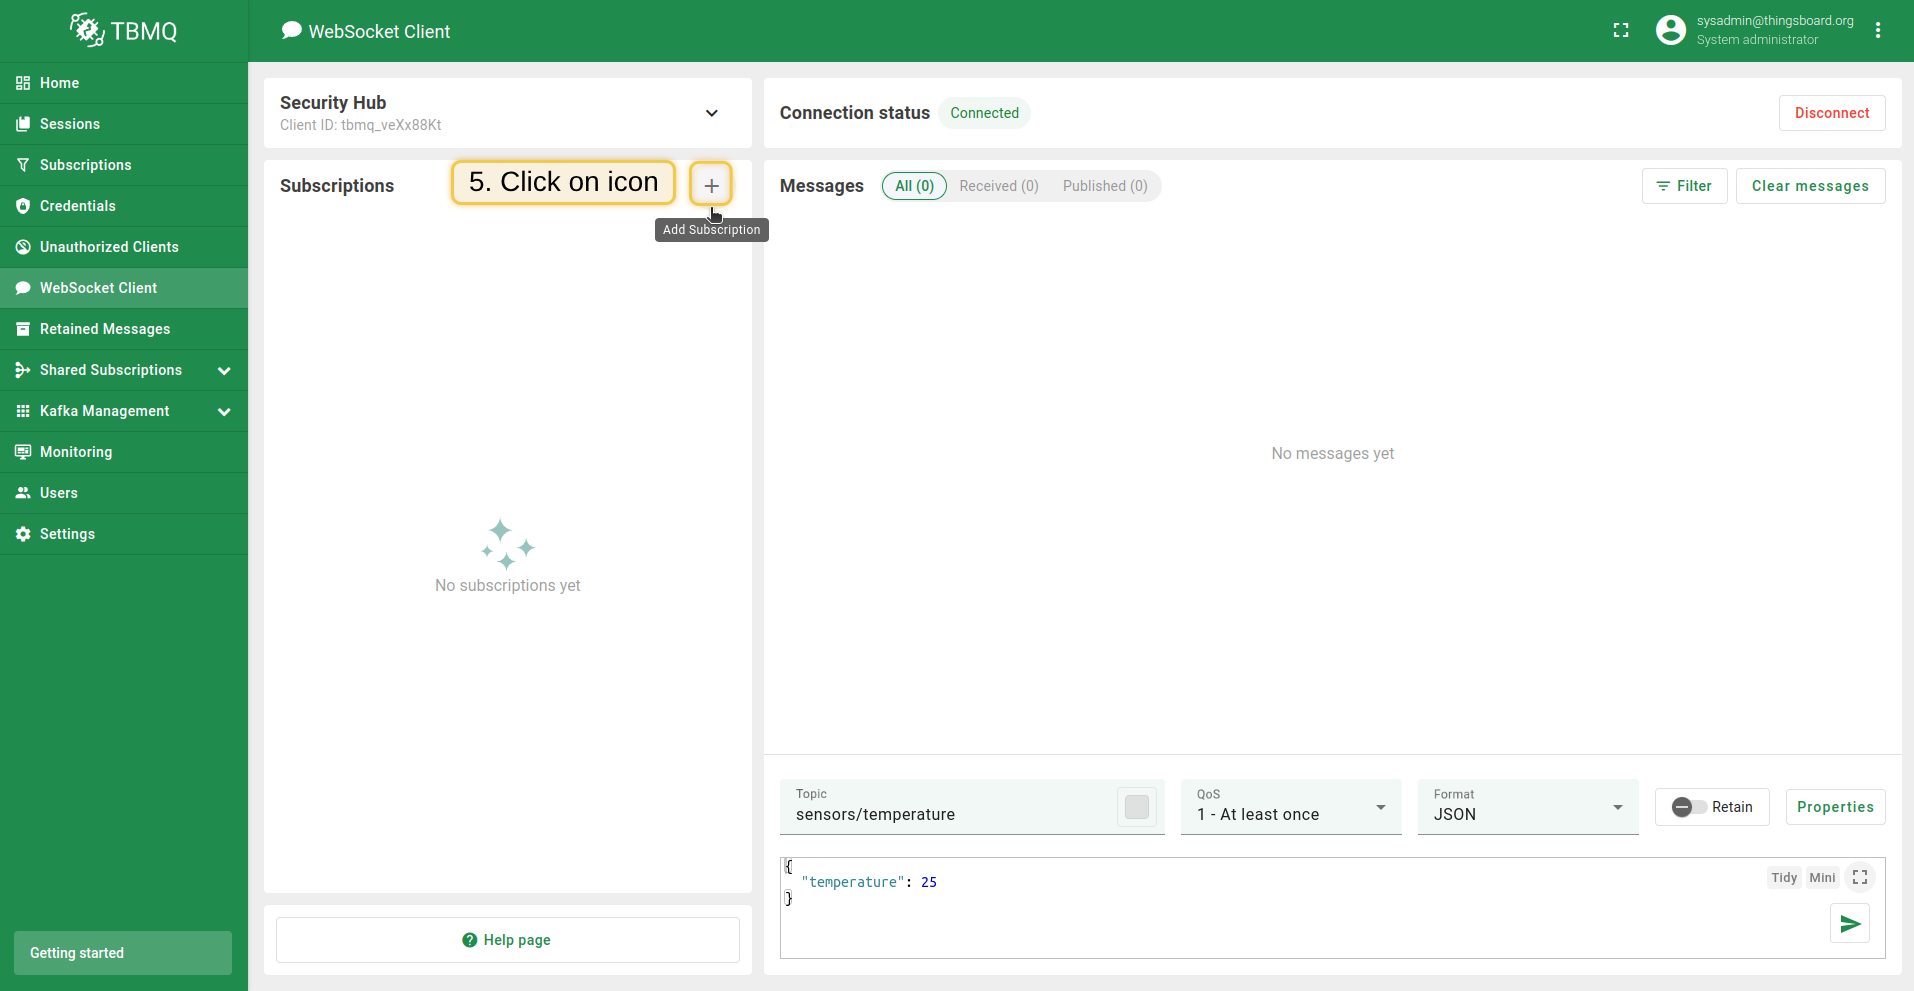 TBMQ
WebSocket Client
sysadmin@thingsboard.org
System administrator
Home
Sessions
Subscriptions
Credentials
Unauthorized Clients
WebSocket Client
Retained Messages
Shared Subscriptions
Kafka Management
Monitoring
Users
Settings
Getting started
Security Hub
Client ID: tbmq_veXx88Kt
Subscriptions
5. Click on icon
Add Subscription
No subscriptions yet
Help page
Connection status Connected
Disconnect
Messages All (0) Received (0) Published (0)
Filter Clear messages
No messages yet
Topic
sensors/temperature
QoS
1 - At least once
Format
JSON
Retain
Properties
{
"temperature": 25
}
Tidy Mini